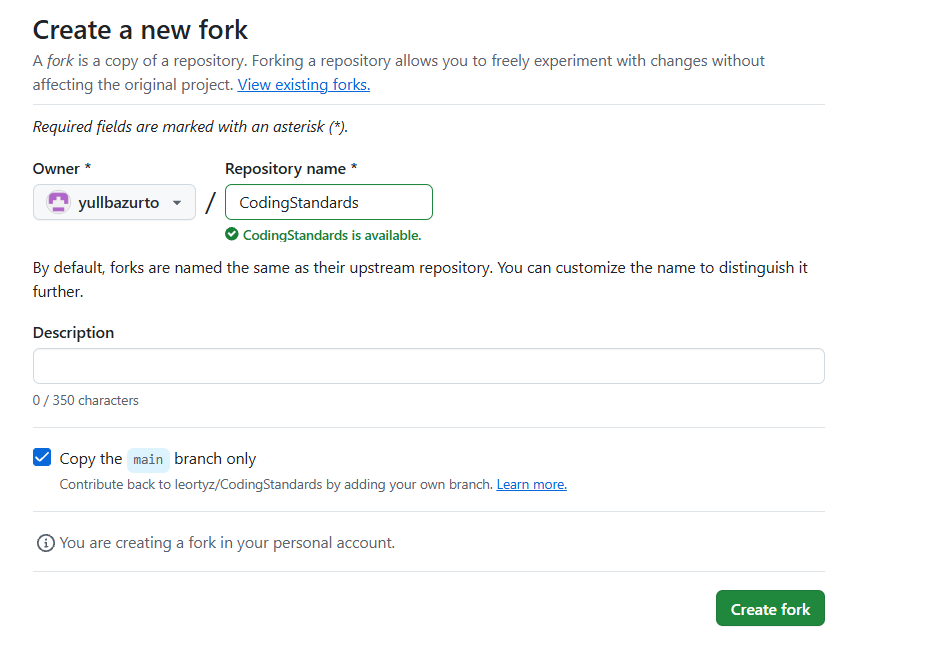 Create a new fork
A fork is a copy of a repository. Forking a repository allows you to freely experiment with changes without
affecting the original project. View existing forks.
Required fields are marked with an asterisk (*).
Owner *
Repository name *
yullbazurto
/
CodingStandards
CodingStandards is available.
By default, forks are named the same as their upstream repository. You can customize the name to distinguish it
further.
Description
0 / 350 characters
Copy the main branch only
Contribute back to leortyz/CodingStandards by adding your own branch. Learn more.
You are creating a fork in your personal account.
Create fork